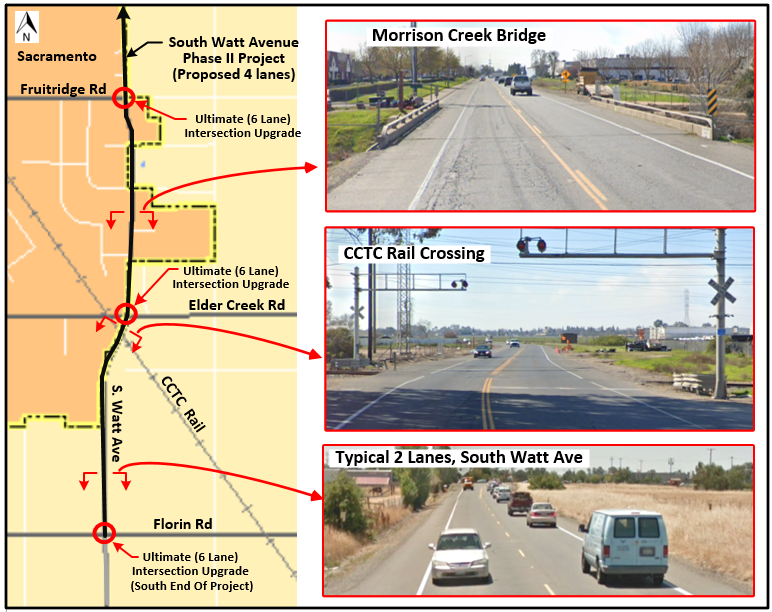 N
Sacramento
South Watt Avenue
Phase II Project
(Proposed 4 lanes)
Fruitridge Rd
Ultimate (6 Lane)
Intersection Upgrade
Ultimate (6 Lane)
Intersection Upgrade
Elder Creek Rd
CCTC Rail
S. Watt Ave
Florin Rd
Ultimate (6 Lane)
Intersection Upgrade
(South End Of Project)
Morrison Creek Bridge
CCTC Rail Crossing
Typical 2 Lanes, South Watt Ave